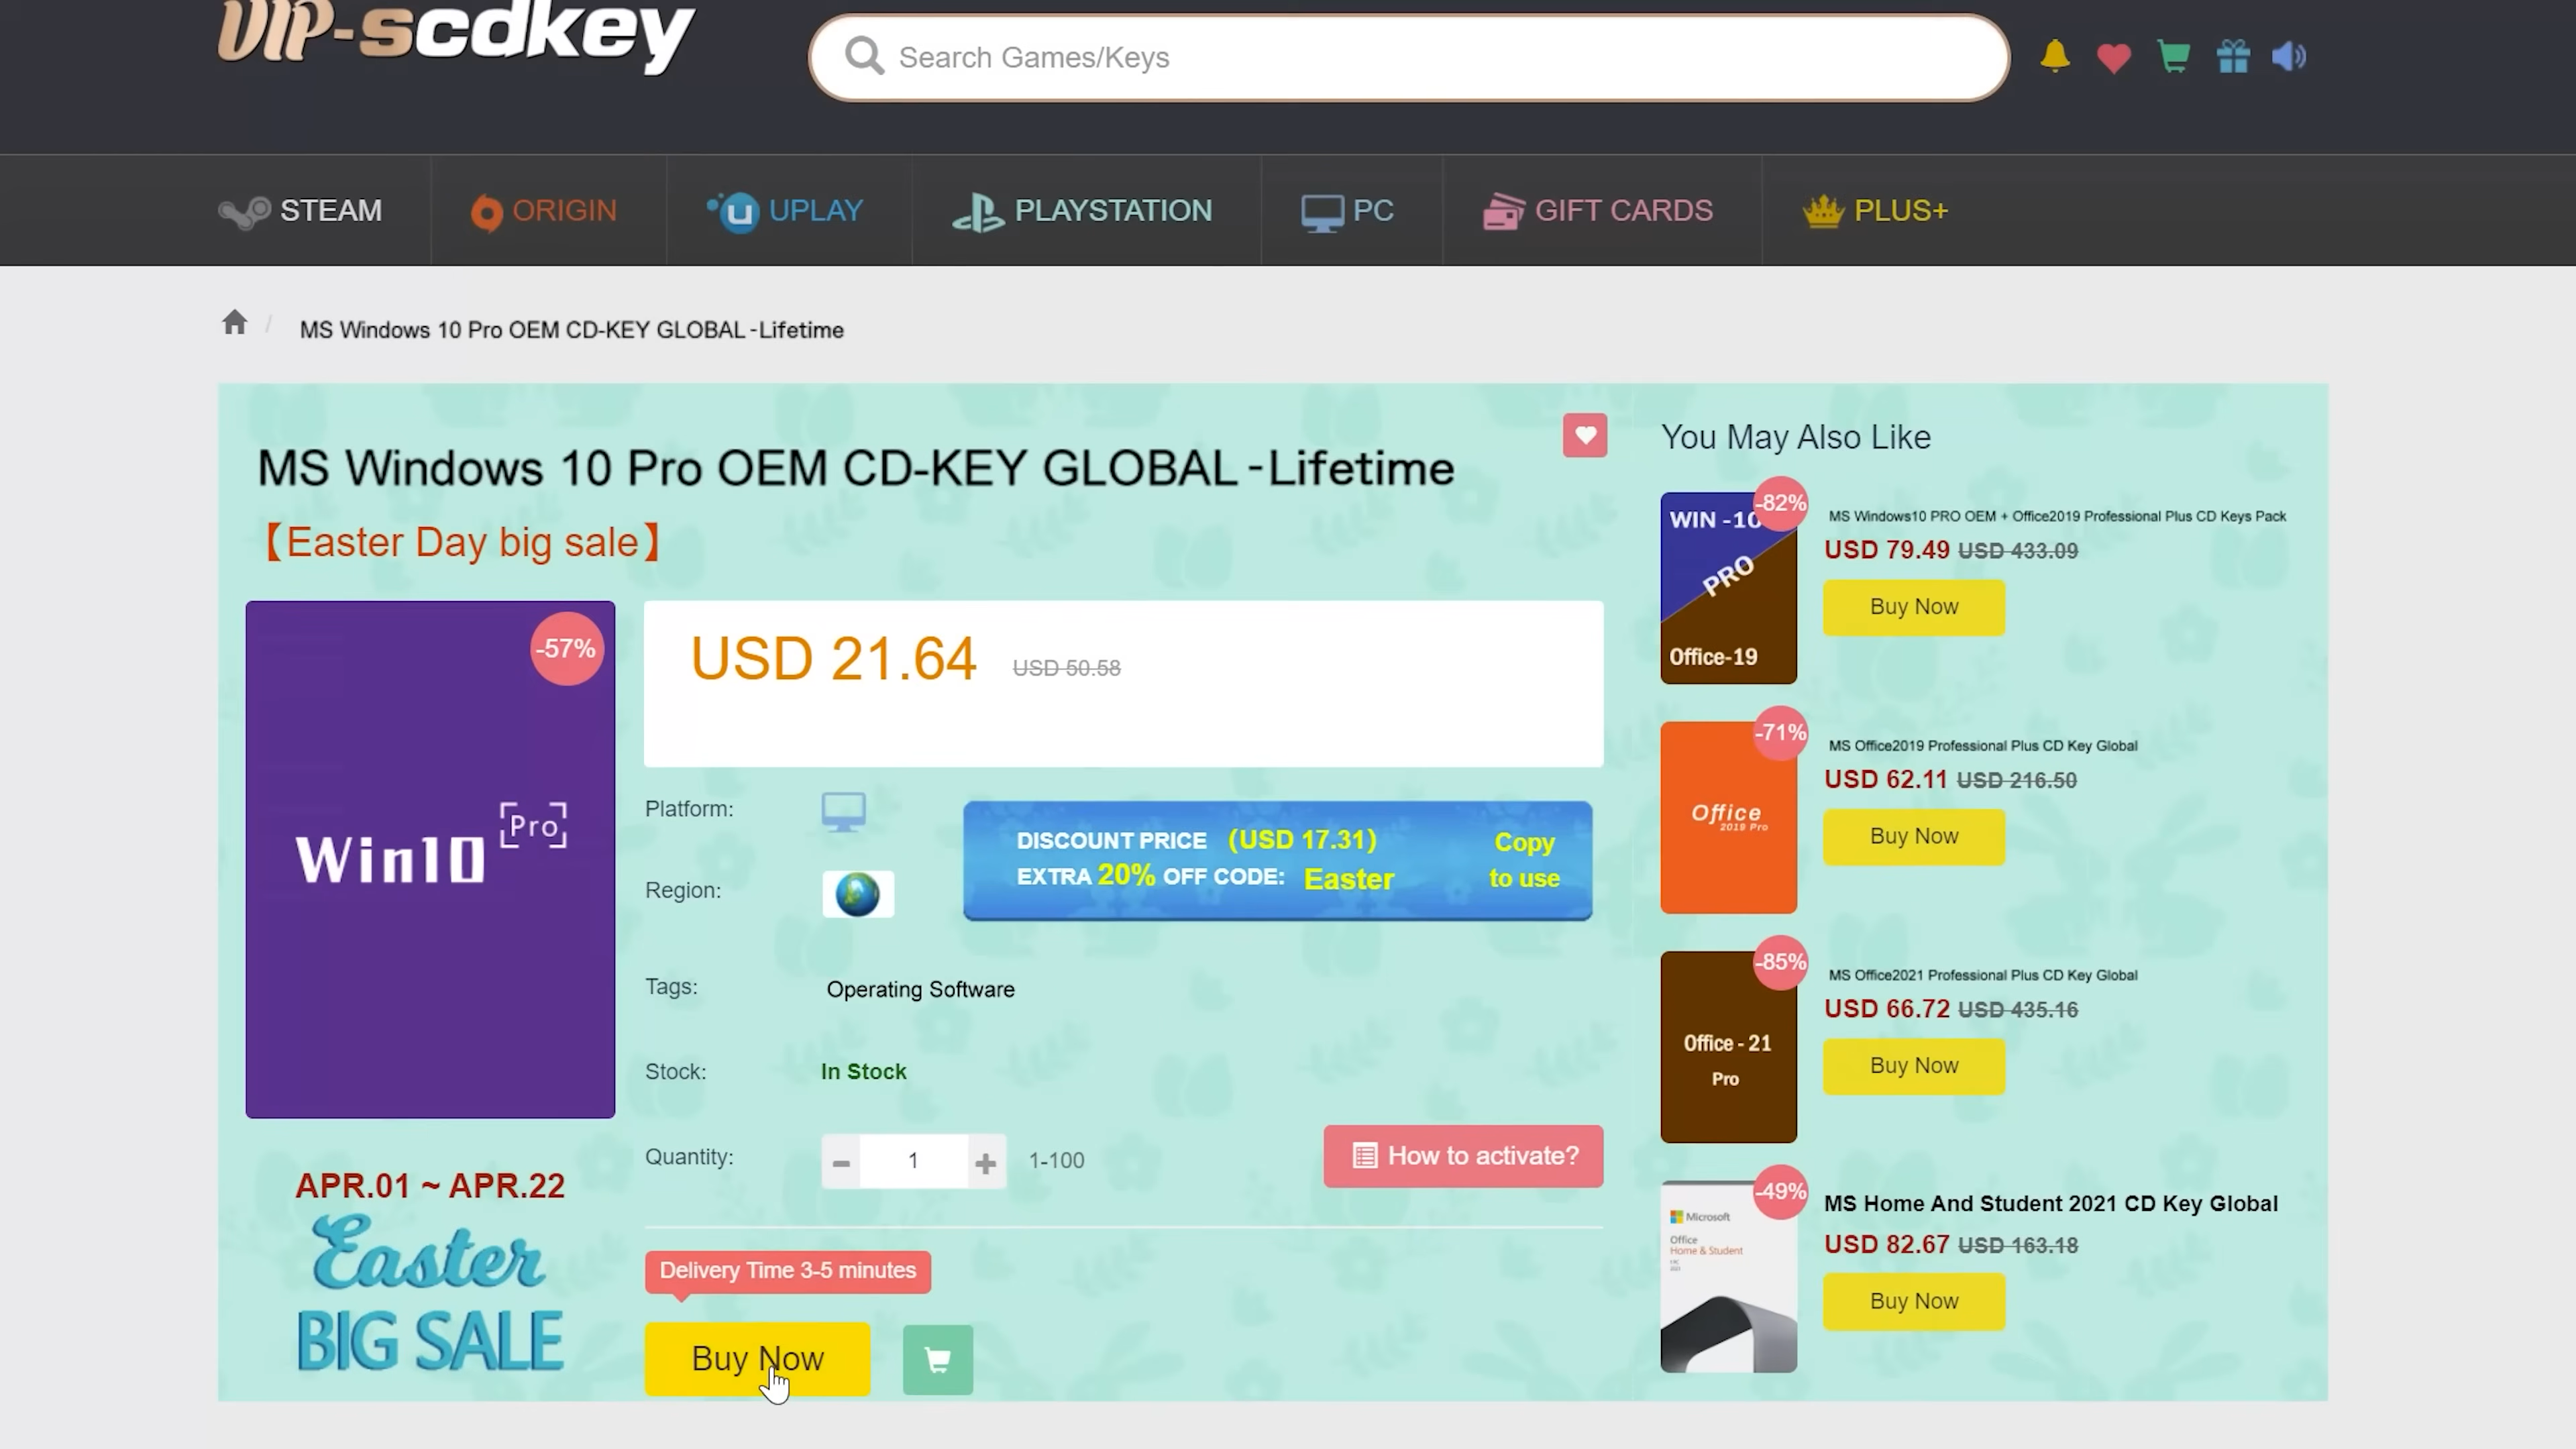 VIP-scdkey
Search Games/Keys
STEAM
ORIGIN
UPLAY
PLAYSTATION
PC
GIFT CARDS
PLUS+
/ MS Windows 10 Pro OEM CD-KEY GLOBAL -Lifetime
MS Windows 10 Pro OEM CD-KEY GLOBAL -Lifetime
【Easter Day big sale】
-57%
Win10 [Pro]
APR.01 ~ APR.22
Easter
BIG SALE
USD 21.64 USD 50.58
Platform:
Region:
DISCOUNT PRICE (USD 17.31)
EXTRA 20% OFF CODE: Easter
Copy
to use
Tags: Operating Software
Stock: In Stock
Quantity: - 1 + 1-100
How to activate?
Delivery Time 3-5 minutes
Buy Now
You May Also Like
WIN -10
PRO
Office-19
-82%
MS Windows10 PRO OEM + Office2019 Professional Plus CD Keys Pack
USD 79.49 USD 433.09
Buy Now
Office
2019 Pro
-71%
MS Office2019 Professional Plus CD Key Global
USD 62.11 USD 216.50
Buy Now
Office - 21
Pro
-85%
MS Office2021 Professional Plus CD Key Global
USD 66.72 USD 435.16
Buy Now
Microsoft
Office
Home & Student
-49%
MS Home And Student 2021 CD Key Global
USD 82.67 USD 163.18
Buy Now